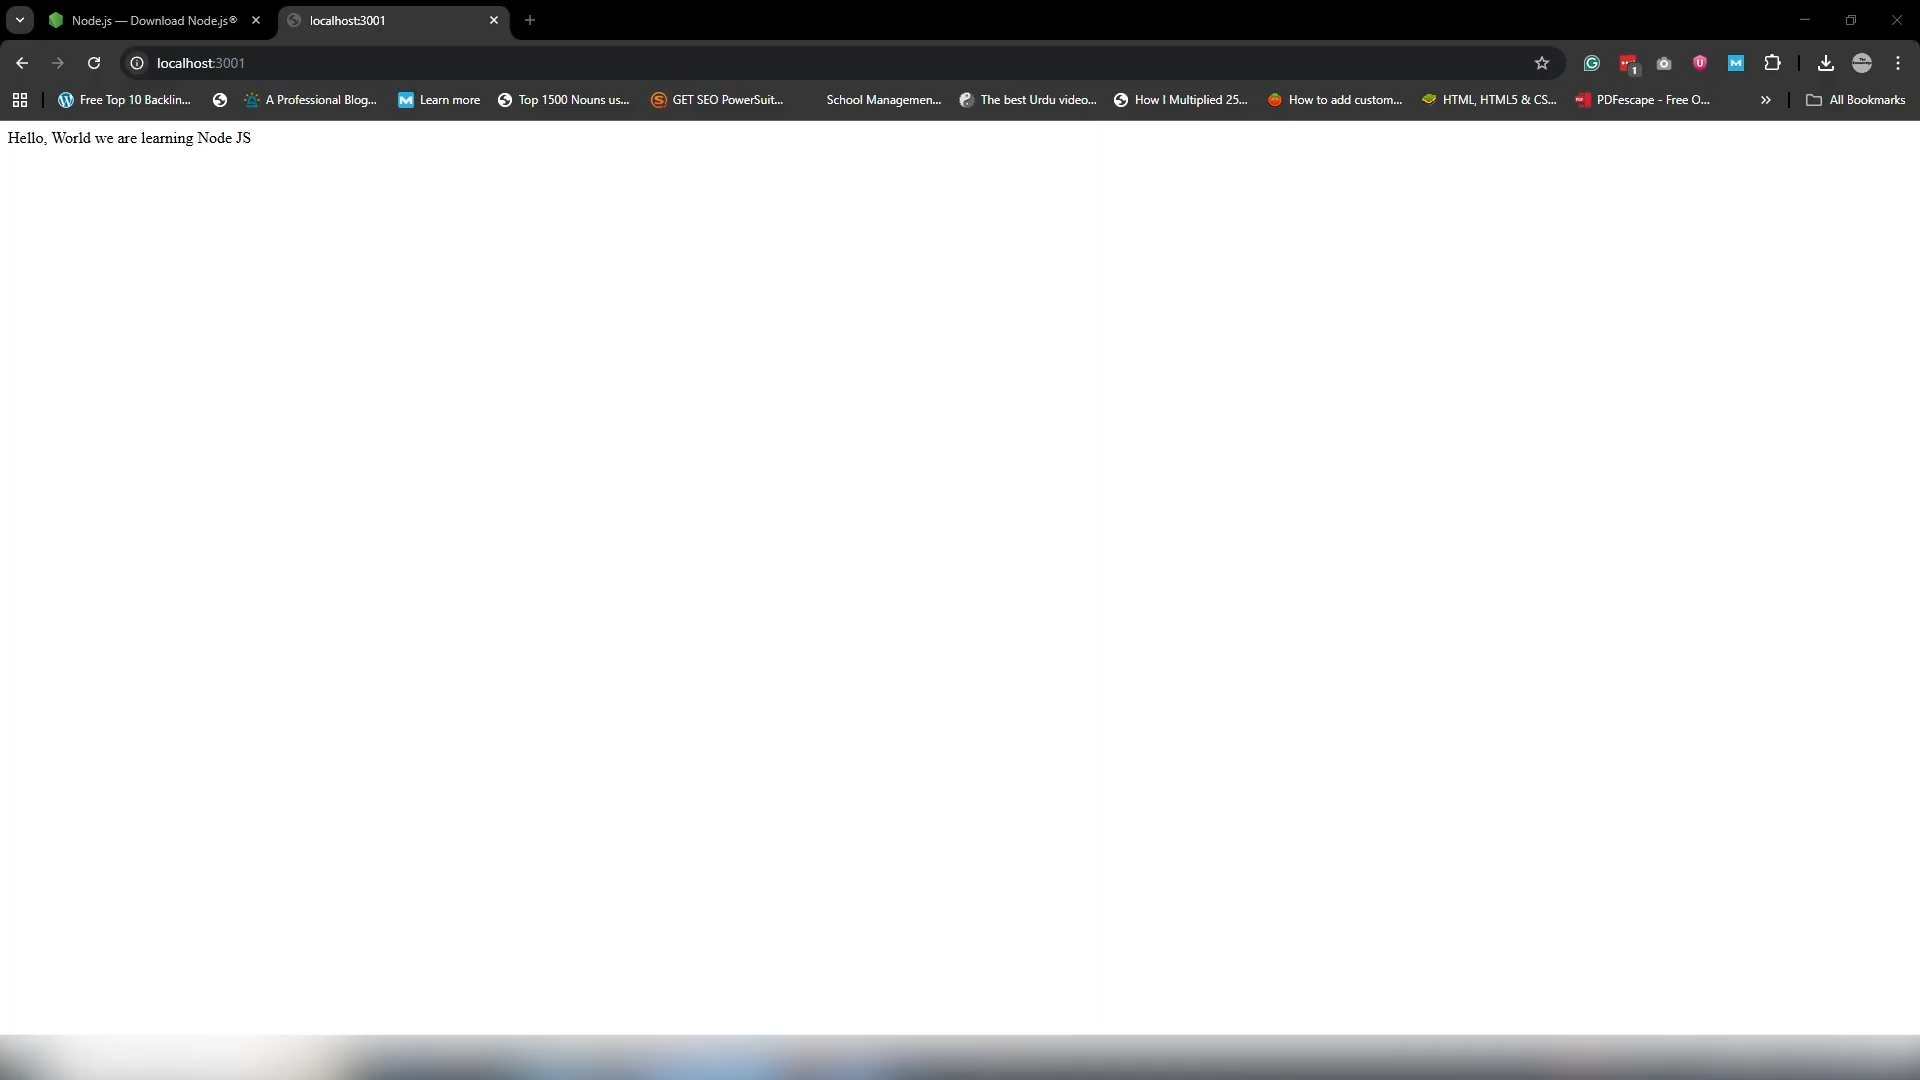 Node.js — Download Node.js®
localhost:3001
localhost:3001
1
Free Top 10 Backlin...
A Professional Blog...
Learn more
Top 1500 Nouns us...
GET SEO PowerSuit...
School Managemen...
The best Urdu video...
How I Multiplied 25...
How to add custom...
HTML, HTML5 & CS...
PDFescape - Free O...
All Bookmarks
Hello, World we are learning Node JS